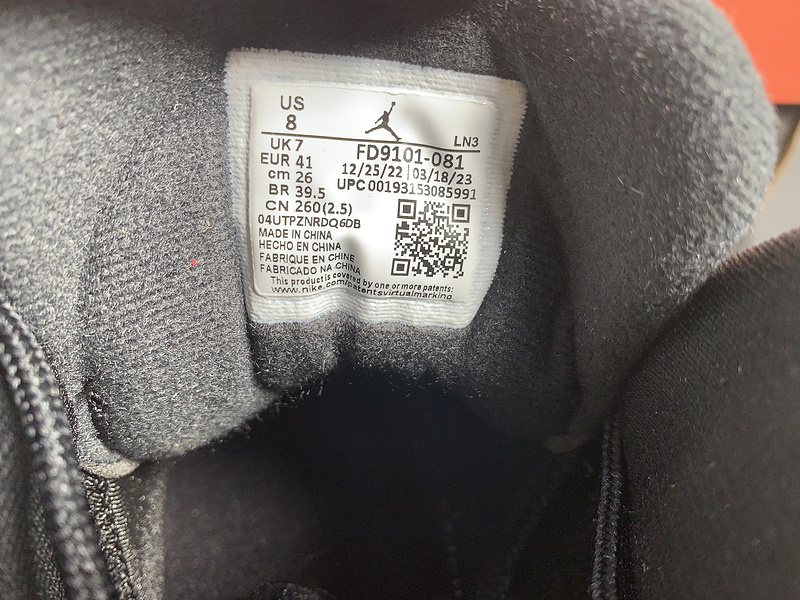 US
8
LN3
UK 7
EUR 41
cm 26
BR 39.5
CN 260(2.5)
FD9101-081
12/25/22 | 03/18/23
UPC 00193153085991
04UTPZNRDQ6DB
MADE IN CHINA
HECHO EN CHINA
FABRIQUE EN CHINE
FABRICADO NA CHINA
This product is covered by one or more patents:
www.nike.com/patentsvirtualmarking